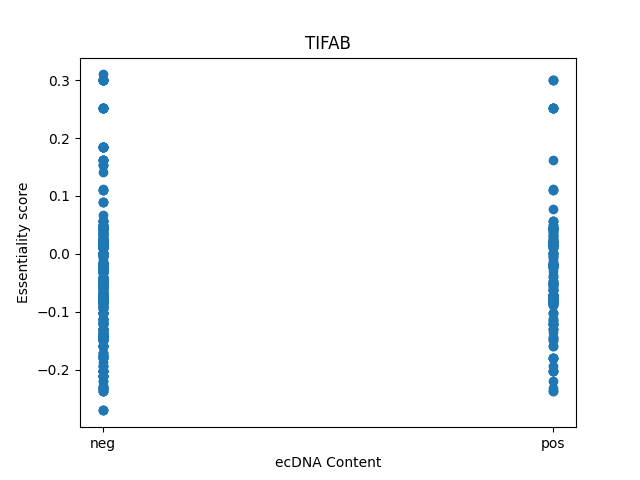 TIFAB
0.3
0.2
0.1
0.0
−0.1
−0.2
Essentiality score
neg
pos
ecDNA Content